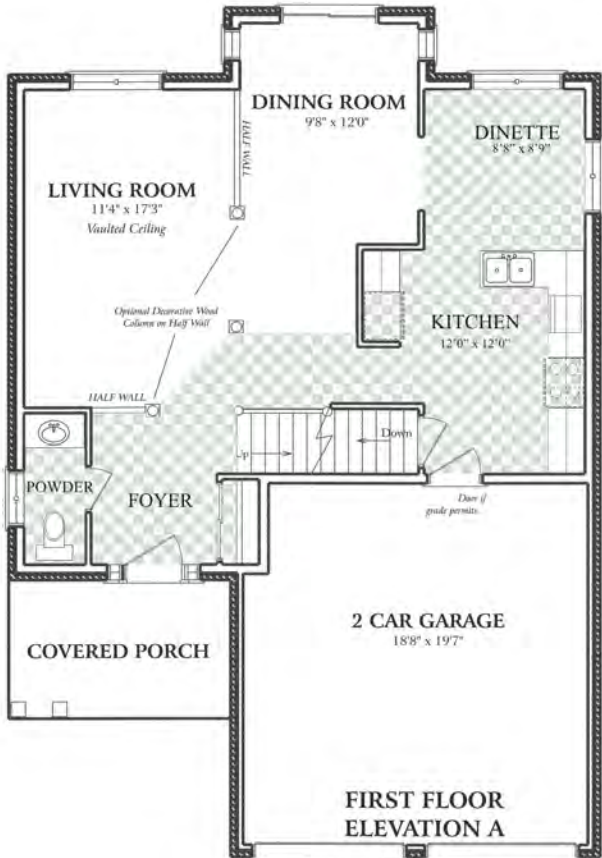 DINING ROOM
9'8" x 12'0"
HALF WALL
DINETTE
8'8" x 8'9"
LIVING ROOM
11'4" x 17'3"
Vaulted Ceiling
Optional Decorative Wood
Column on Half Wall
KITCHEN
12'0" x 12'0"
HALF WALL
Up
Down
POWDER
FOYER
Door if
grade permits.
2 CAR GARAGE
18'8" x 19'7"
COVERED PORCH
FIRST FLOOR
ELEVATION A